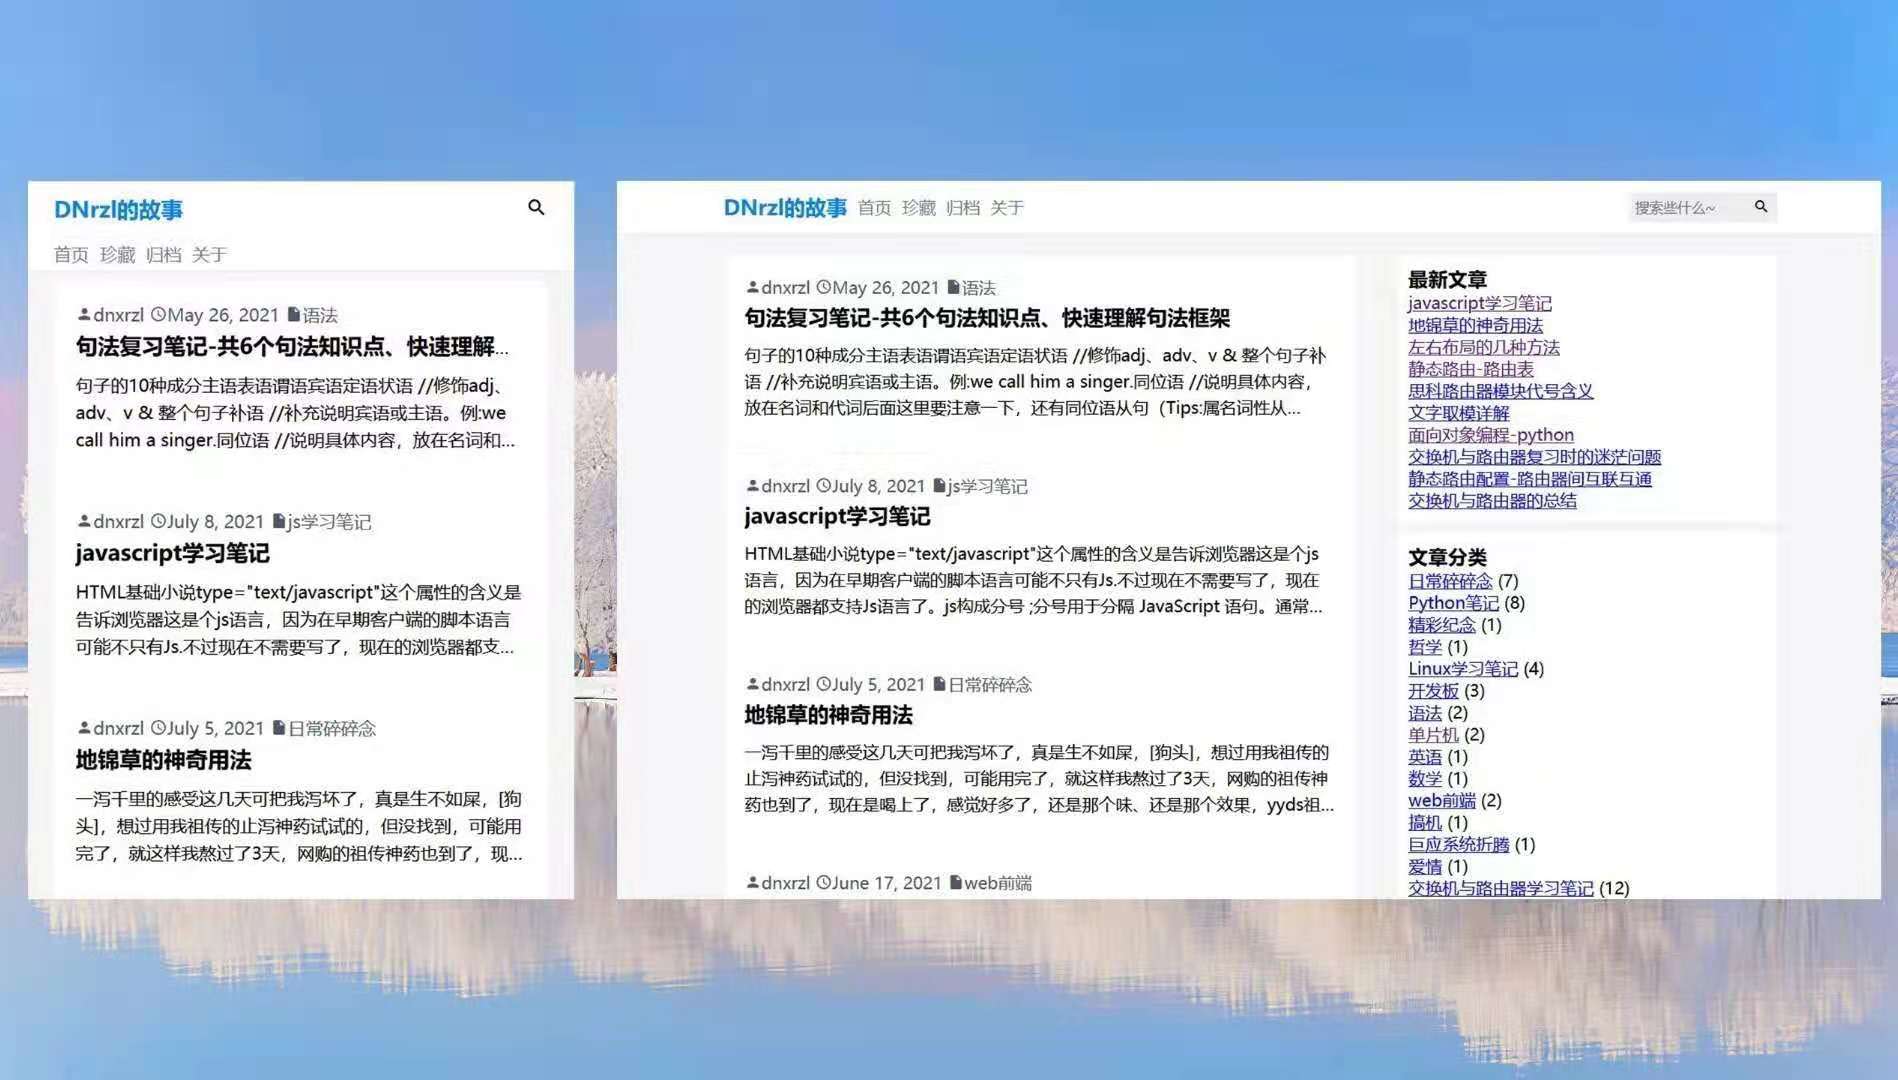 DNrzl的故事
首页 珍藏 归档 关于
dnxrzl May 26, 2021 语法
句法复习笔记-共6个句法知识点、快速理解...
句子的10种成分主语表语谓语宾语定语状语 //修饰adj、
adv、v & 整个句子补语 //补充说明宾语或主语。例:we
call him a singer.同位语 //说明具体内容，放在名词和...
dnxrzl July 8, 2021 js学习笔记
javascript学习笔记
HTML基础小说type="text/javascript"这个属性的含义是
告诉浏览器这是个js语言，因为在早期客户端的脚本语言
可能不只有Js.不过现在不需要写了，现在的浏览器都支...
dnxrzl July 5, 2021 日常碎碎念
地锦草的神奇用法
一泻千里的感受这几天可把我泻坏了，真是生不如屎，[狗
头]，想过用我祖传的止泻神药试试的，但没找到，可能用
完了，就这样我熬过了3天，网购的祖传神药也到了，现...
DNrzl的故事 首页 珍藏 归档 关于
搜索些什么~
dnxrzl May 26, 2021 语法
句法复习笔记-共6个句法知识点、快速理解句法框架
句子的10种成分主语表语谓语宾语定语状语 //修饰adj、adv、v & 整个句子补
语 //补充说明宾语或主语。例:we call him a singer.同位语 //说明具体内容，
放在名词和代词后面这里要注意一下，还有同位语从句（Tips:属名词性从...
dnxrzl July 8, 2021 js学习笔记
javascript学习笔记
HTML基础小说type="text/javascript"这个属性的含义是告诉浏览器这是个js
语言，因为在早期客户端的脚本语言可能不只有Js.不过现在不需要写了，现在
的浏览器都支持Js语言了。js构成分号 ;分号用于分隔 JavaScript 语句。通常...
dnxrzl July 5, 2021 日常碎碎念
地锦草的神奇用法
一泻千里的感受这几天可把我泻坏了，真是生不如屎，[狗头]，想过用我祖传的
止泻神药试试的，但没找到，可能用完了，就这样我熬过了3天，网购的祖传神
药也到了，现在是喝上了，感觉好多了，还是那个味、还是那个效果，yyds祖...
dnxrzl June 17, 2021 web前端
最新文章
javascript学习笔记
地锦草的神奇用法
左右布局的几种方法
静态路由-路由表
思科路由器模块代号含义
文字取模详解
面向对象编程-python
交换机与路由器复习时的迷茫问题
静态路由配置-路由器间互联互通
交换机与路由器的总结
文章分类
日常碎碎念 (7)
Python笔记 (8)
精彩纪念 (1)
哲学 (1)
Linux学习笔记 (4)
开发板 (3)
语法 (2)
单片机 (2)
英语 (1)
数学 (1)
web前端 (2)
搞机 (1)
巨应系统折腾 (1)
爱情 (1)
交换机与路由器学习笔记 (12)